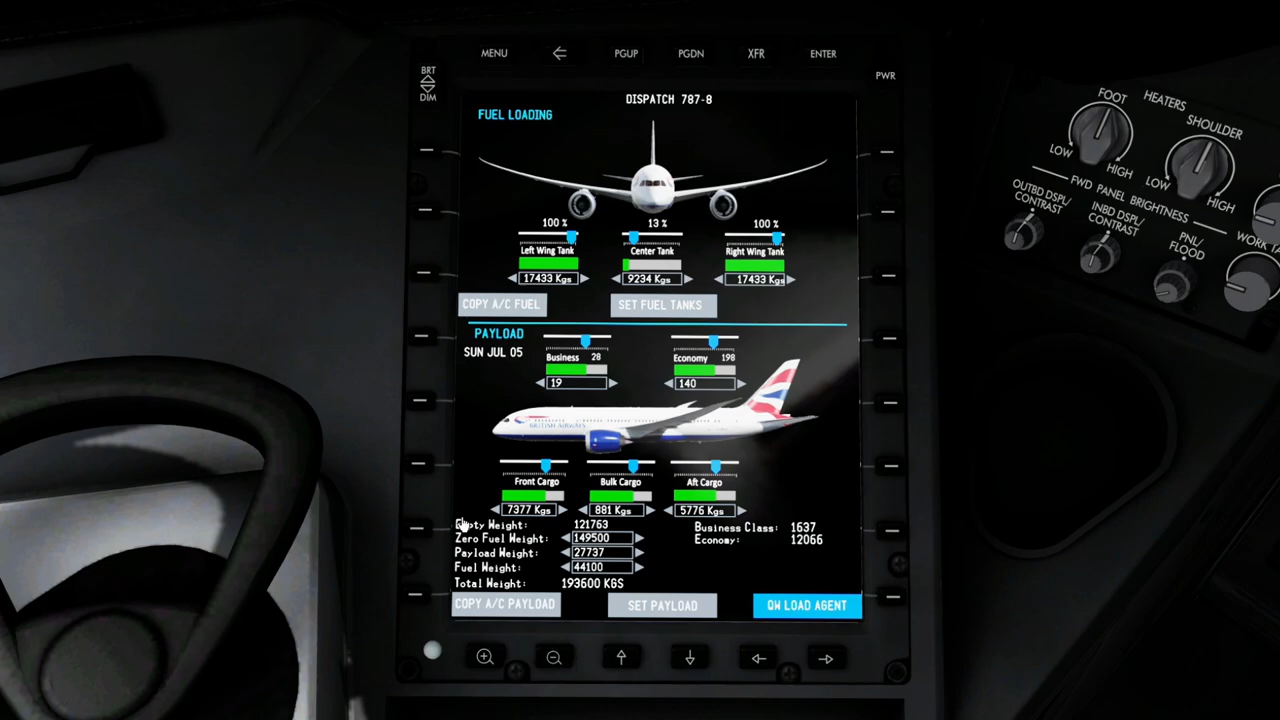 MENU
PGUP
PGDN
XFR
ENTER
BRT
DIM
PWR
DISPATCH 787-8
FUEL LOADING
100 % 13 % 100 %
Left Wing Tank Center Tank Right Wing Tank
17433 Kgs 9234 Kgs 17433 Kgs
COPY A/C FUEL SET FUEL TANKS
PAYLOAD
SUN JUL 05
Business 28 Economy 198
19 140
BRITISH AIRWAYS
Front Cargo Bulk Cargo Aft Cargo
7377 Kgs 881 Kgs 5776 Kgs
Empty Weight: 121763
Zero Fuel Weight: 149500
Payload Weight: 27737
Fuel Weight: 44100
Total Weight: 193600 KGS
Business Class: 1637
Economy: 12066
COPY A/C PAYLOAD SET PAYLOAD QW LOAD AGENT
HEATERS
FOOT
SHOULDER
LOW HIGH
LOW HIGH
FWD PANEL BRIGHTNESS
OUTBD DSPL/
CONTRAST
INBD DSPL/
CONTRAST
PNL/
FLOOD
WORK